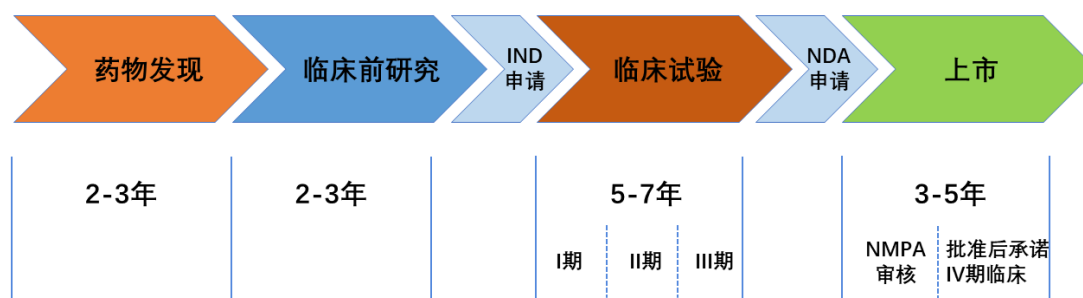 药物发现
临床前研究
IND
申请
临床试验
NDA
申请
上市
2-3年
2-3年
5-7年
3-5年
I期
II期
III期
NMPA
审核
批准后承诺
IV期临床